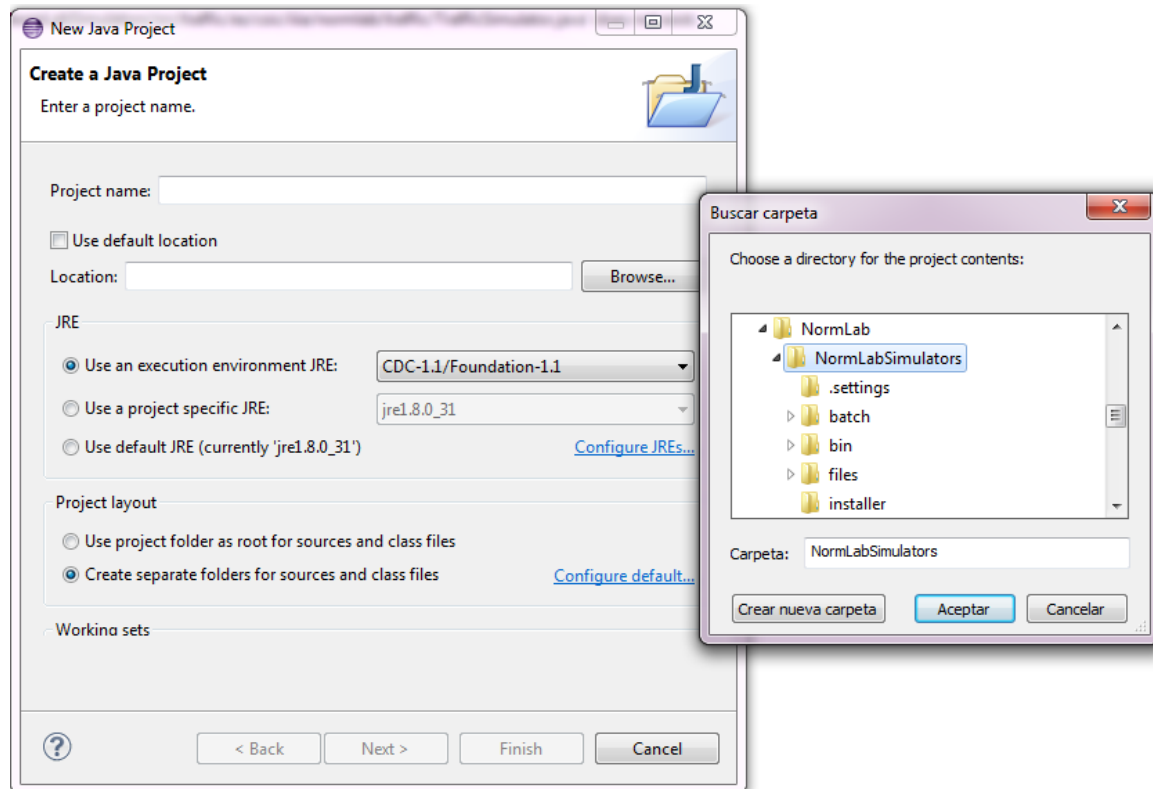 New Java Project
Create a Java Project
Enter a project name.
Project name:
Use default location
Location:
Browse...
JRE
Use an execution environment JRE:
CDC-1.1/Foundation-1.1
Use a project specific JRE:
jre1.8.0_31
Use default JRE (currently 'jre1.8.0_31')
Configure JREs...
Project layout
Use project folder as root for sources and class files
Create separate folders for sources and class files
Configure default...
Working sets
?
< Back
Next >
Finish
Cancel
Buscar carpeta
Choose a directory for the project contents:
NormLab
NormLabSimulators
.settings
batch
bin
files
installer
Carpeta:
NormLabSimulators
Crear nueva carpeta
Aceptar
Cancelar